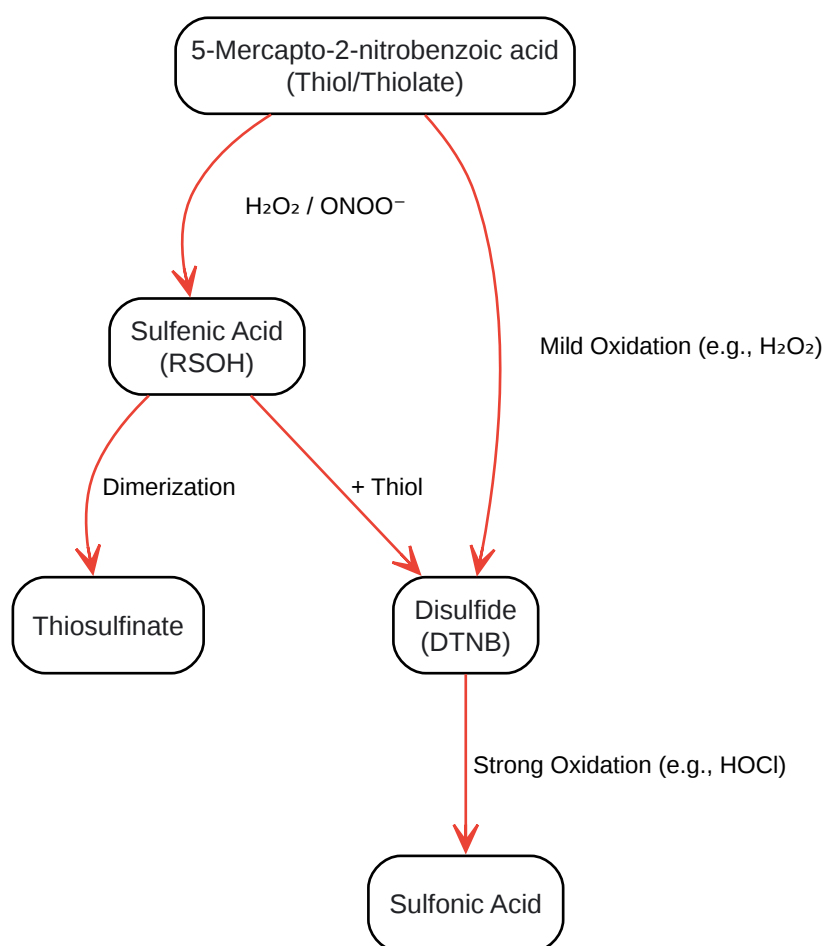 5-Mercapto-2-nitrobenzoic acid
(Thiol/Thiolate)
H₂O₂ / ONOO⁻
Sulfenic Acid
(RSOH)
Mild Oxidation (e.g., H₂O₂)
Dimerization
+ Thiol
Thiosulfinate
Disulfide
(DTNB)
Strong Oxidation (e.g., HOCl)
Sulfonic Acid